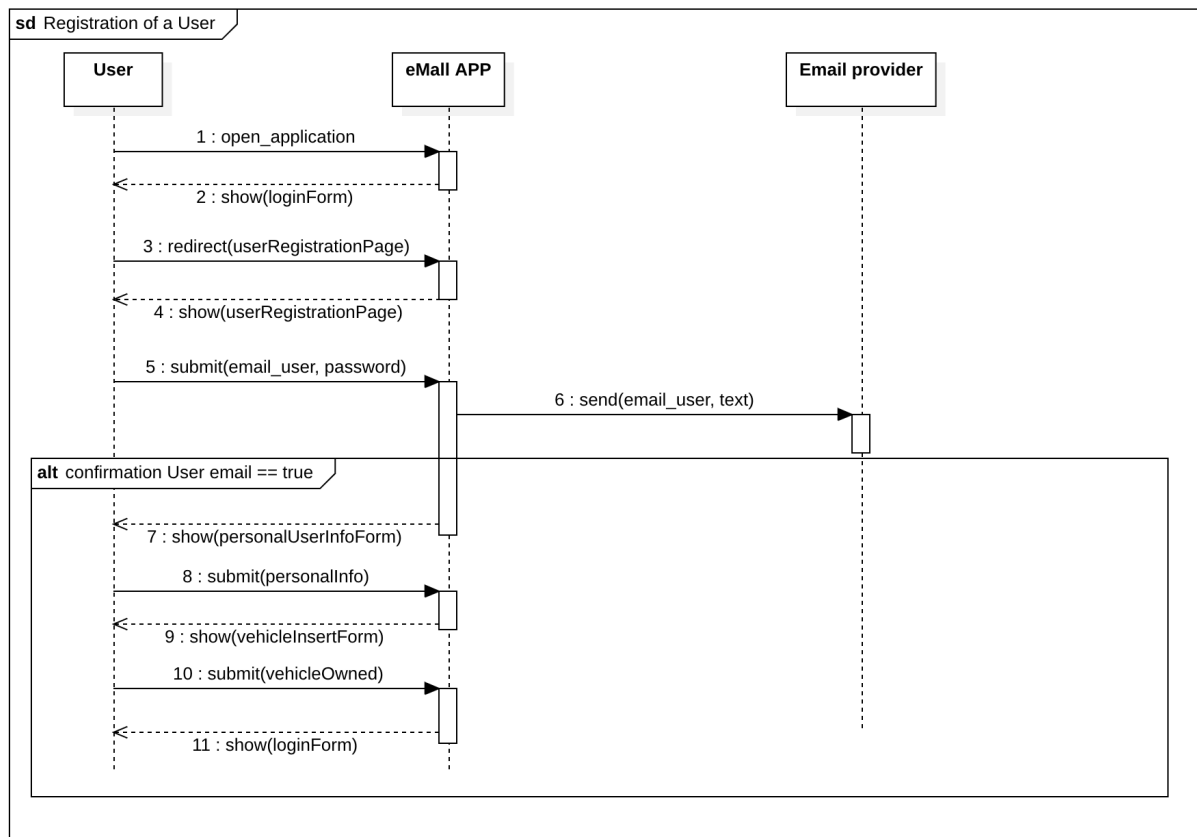 sd Registration of a User
User
eMall APP
Email provider
1 : open_application
2 : show(loginForm)
3 : redirect(userRegistrationPage)
4 : show(userRegistrationPage)
5 : submit(email_user, password)
6 : send(email_user, text)
alt confirmation User email == true
7 : show(personalUserInfoForm)
8 : submit(personalInfo)
9 : show(vehicleInsertForm)
10 : submit(vehicleOwned)
11 : show(loginForm)